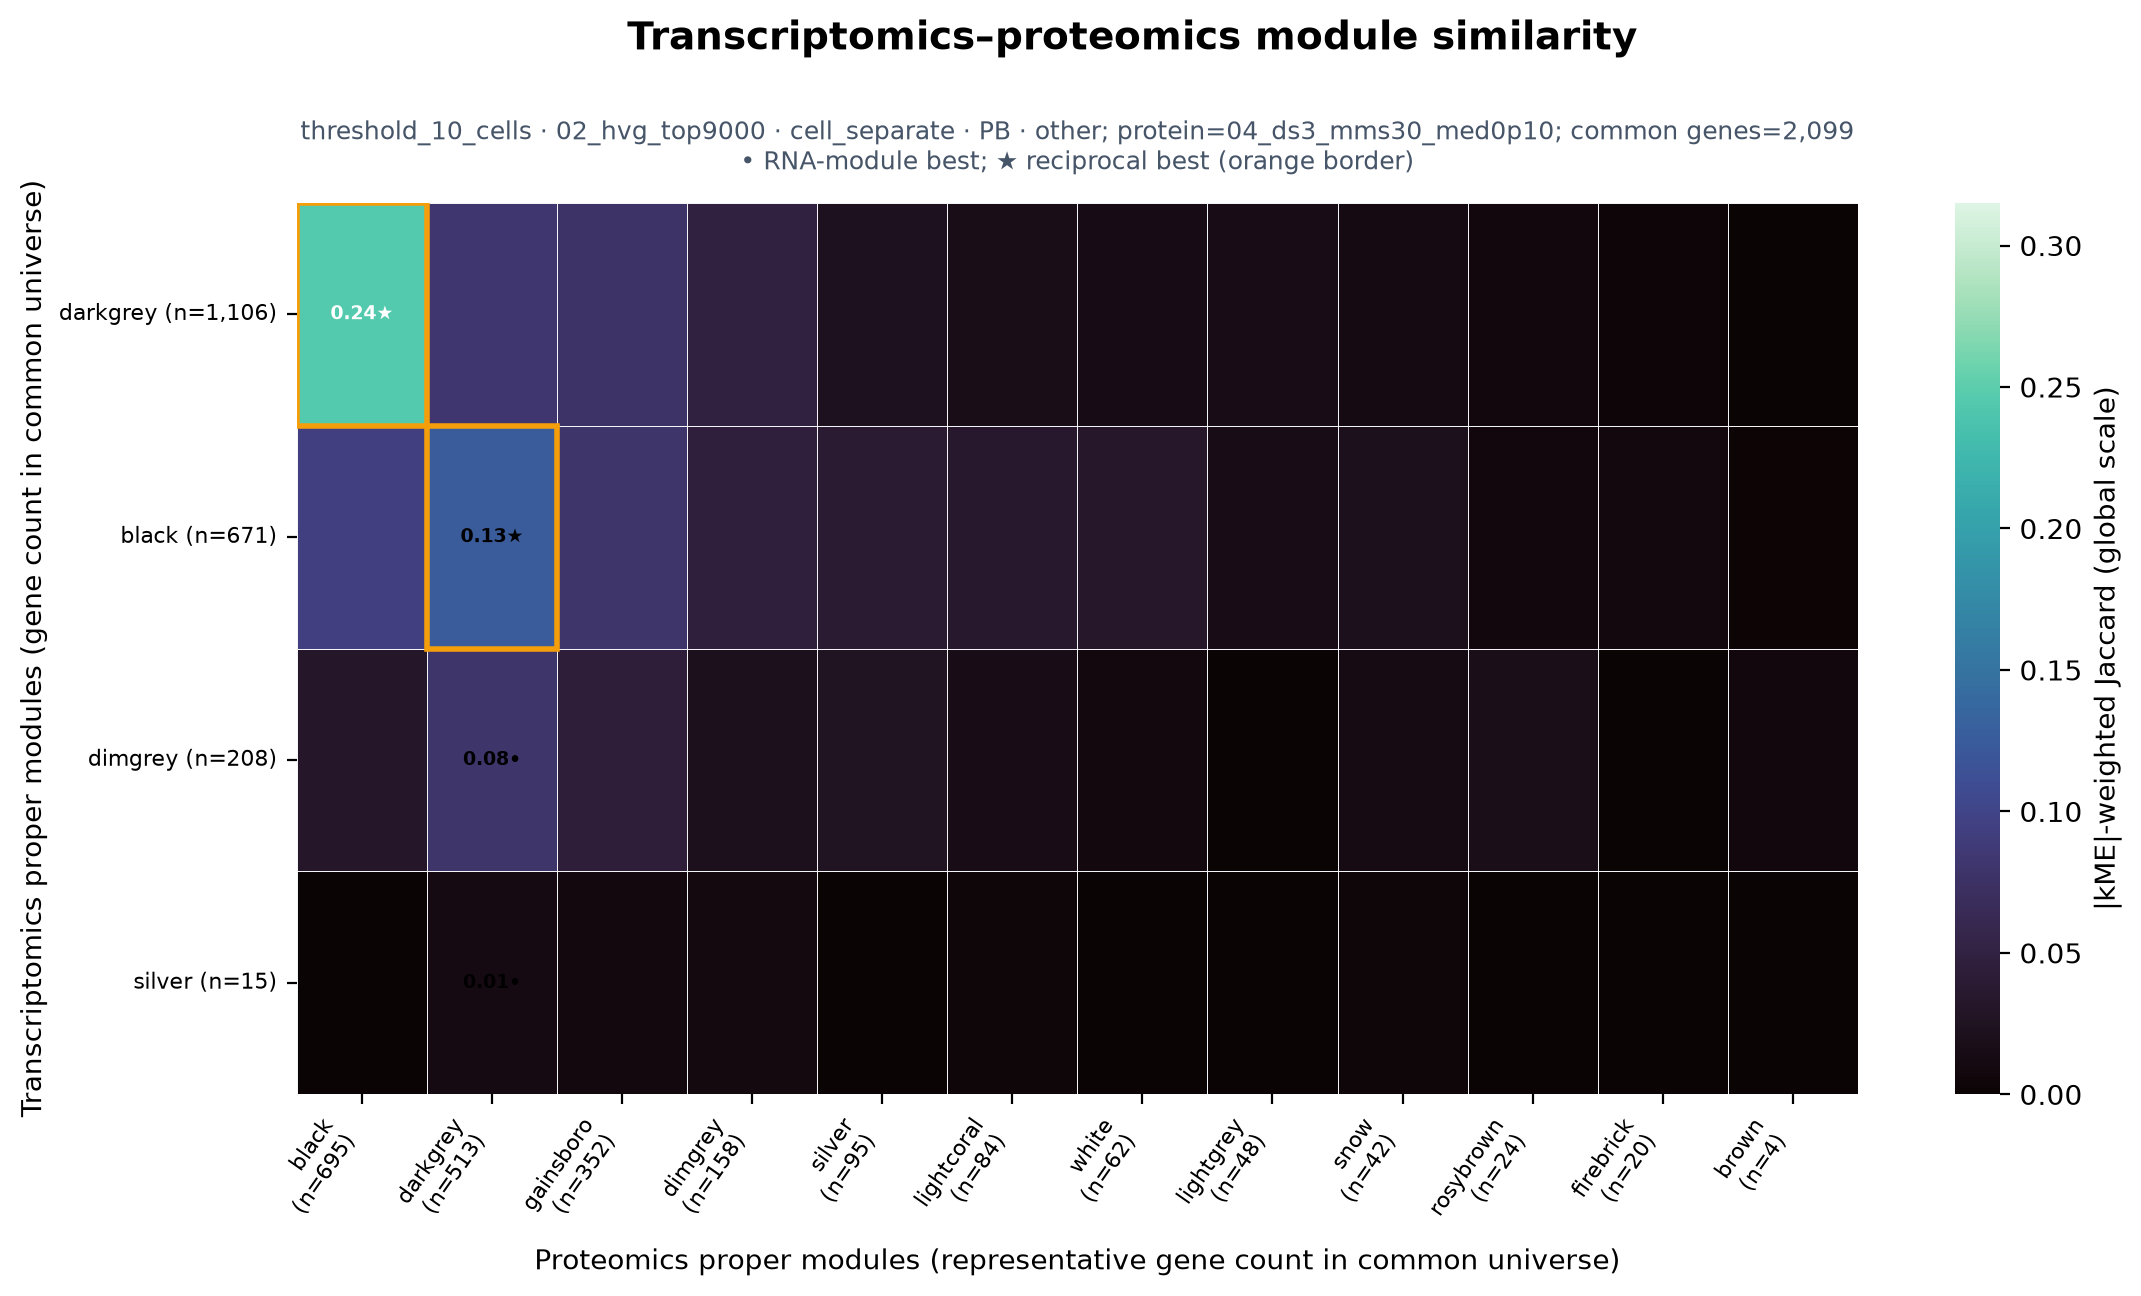 Transcriptomics–proteomics module similarity
threshold_10_cells · 02_hvg_top9000 · cell_separate · PB · other; protein=04_ds3_mms30_med0p10; common genes=2,099
• RNA-module best; ★ reciprocal best (orange border)
Transcriptomics proper modules (gene count in common universe)
darkgrey (n=1,106)
black (n=671)
dimgrey (n=208)
silver (n=15)
0.24★
0.13★
0.08•
0.01•
black
(n=695)
darkgrey
(n=513)
gainsboro
(n=352)
dimgrey
(n=158)
silver
(n=95)
lightcoral
(n=84)
white
(n=62)
lightgrey
(n=48)
snow
(n=42)
rosybrown
(n=24)
firebrick
(n=20)
brown
(n=4)
Proteomics proper modules (representative gene count in common universe)
0.30
0.25
0.20
0.15
0.10
0.05
0.00
|kME|-weighted Jaccard (global scale)